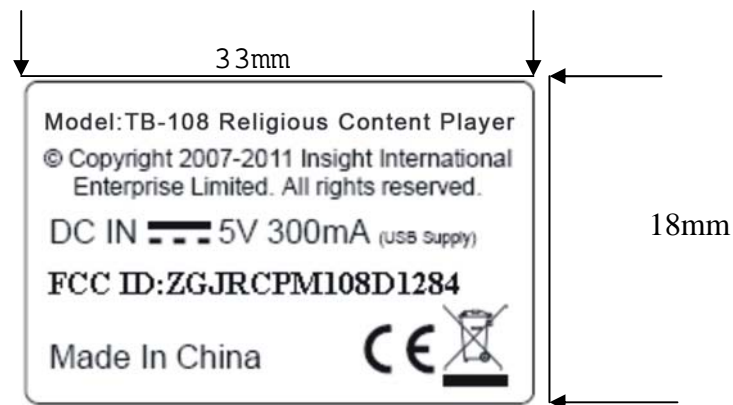 33mm
Model:TB-108 Religious Content Player
© Copyright 2007-2011 Insight International
Enterprise Limited. All rights reserved.
DC IN 5V 300mA (USB Supply)
18mm
FCC ID:ZGJRCPM108D1284
Made In China CE